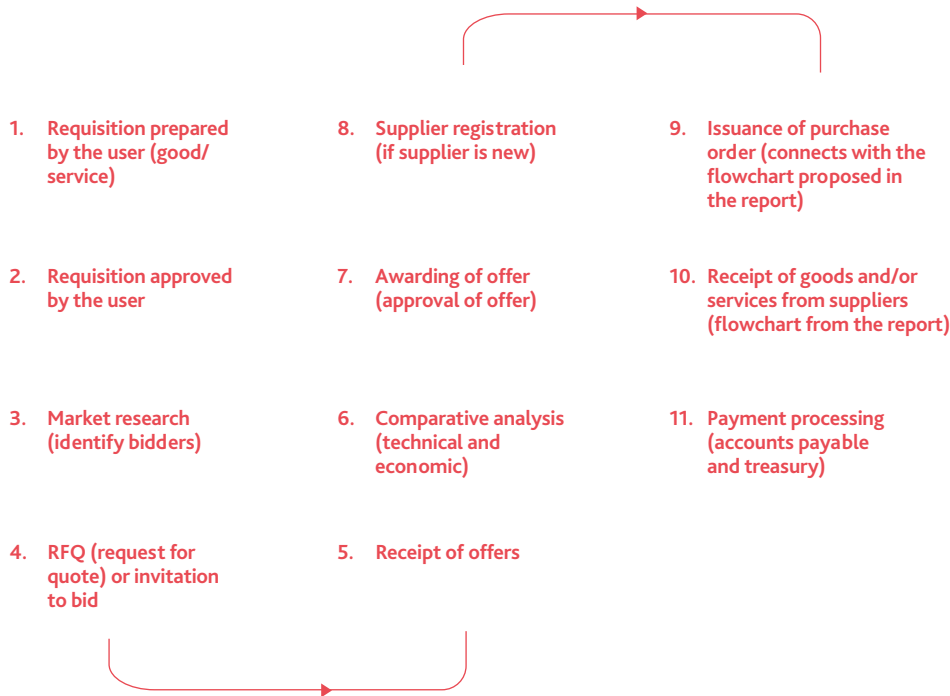 1. Requisition prepared
by the user (good/
service)
2. Requisition approved
by the user
3. Market research
(identify bidders)
4. RFQ (request for
quote) or invitation
to bid
5. Receipt of offers
6. Comparative analysis
(technical and
economic)
7. Awarding of offer
(approval of offer)
8. Supplier registration
(if supplier is new)
9. Issuance of purchase
order (connects with the
flowchart proposed in
the report)
10. Receipt of goods and/or
services from suppliers
(flowchart from the report)
11. Payment processing
(accounts payable
and treasury)